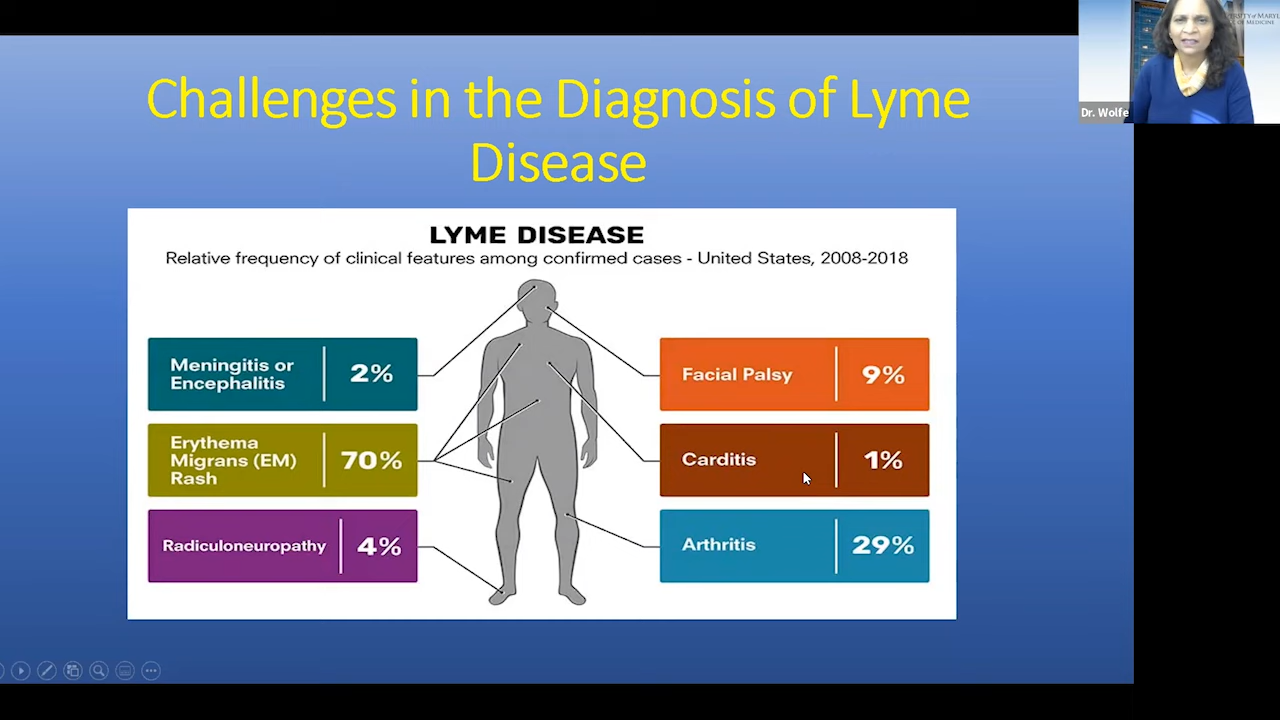 Challenges in the Diagnosis of Lyme
Disease
LYME DISEASE
Relative frequency of clinical features among confirmed cases - United States, 2008-2018
Meningitis or
Encephalitis
2%
Erythema
Migrans (EM)
Rash
70%
Radiculoneuropathy
4%
Facial Palsy
9%
Carditis
1%
Arthritis
29%
Dr. Wolfe
of MEDICINE